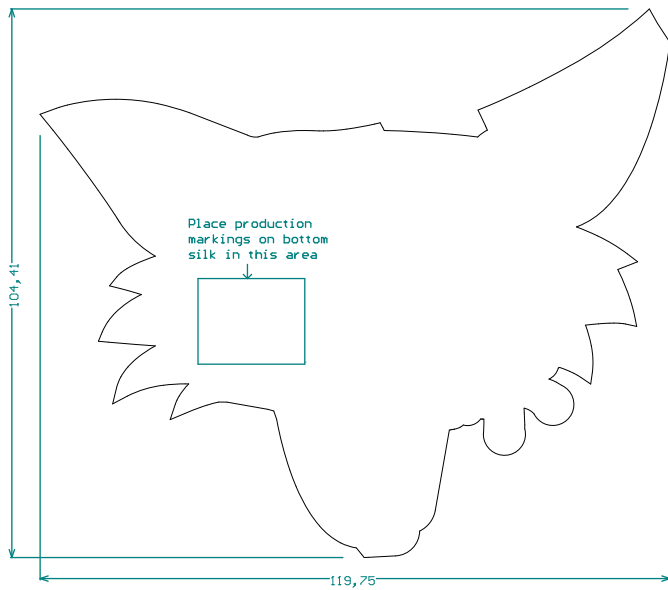 Place production
markings on bottom
silk in this area
104,41
119,75